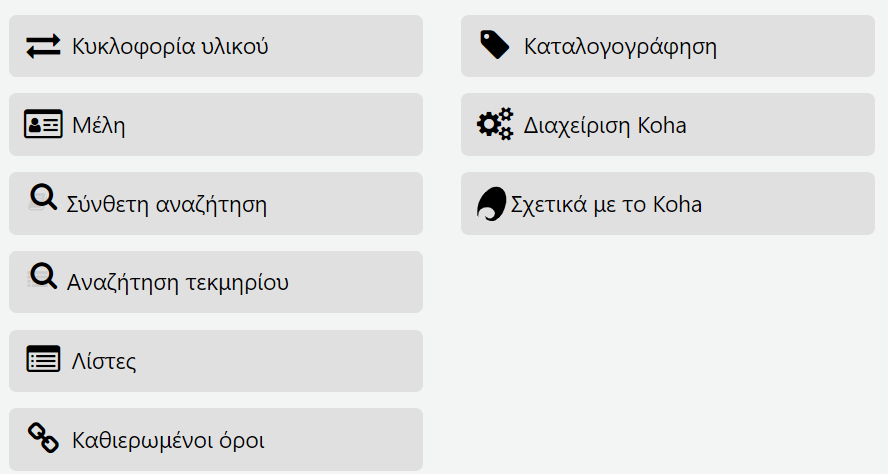 Κυκλοφορία υλικού
Μέλη
Σύνθετη αναζήτηση
Αναζήτηση τεκμηρίου
Λίστες
Καθιερωμένοι όροι
Καταλογογράφηση
Διαχείριση Koha
Σχετικά με το Koha